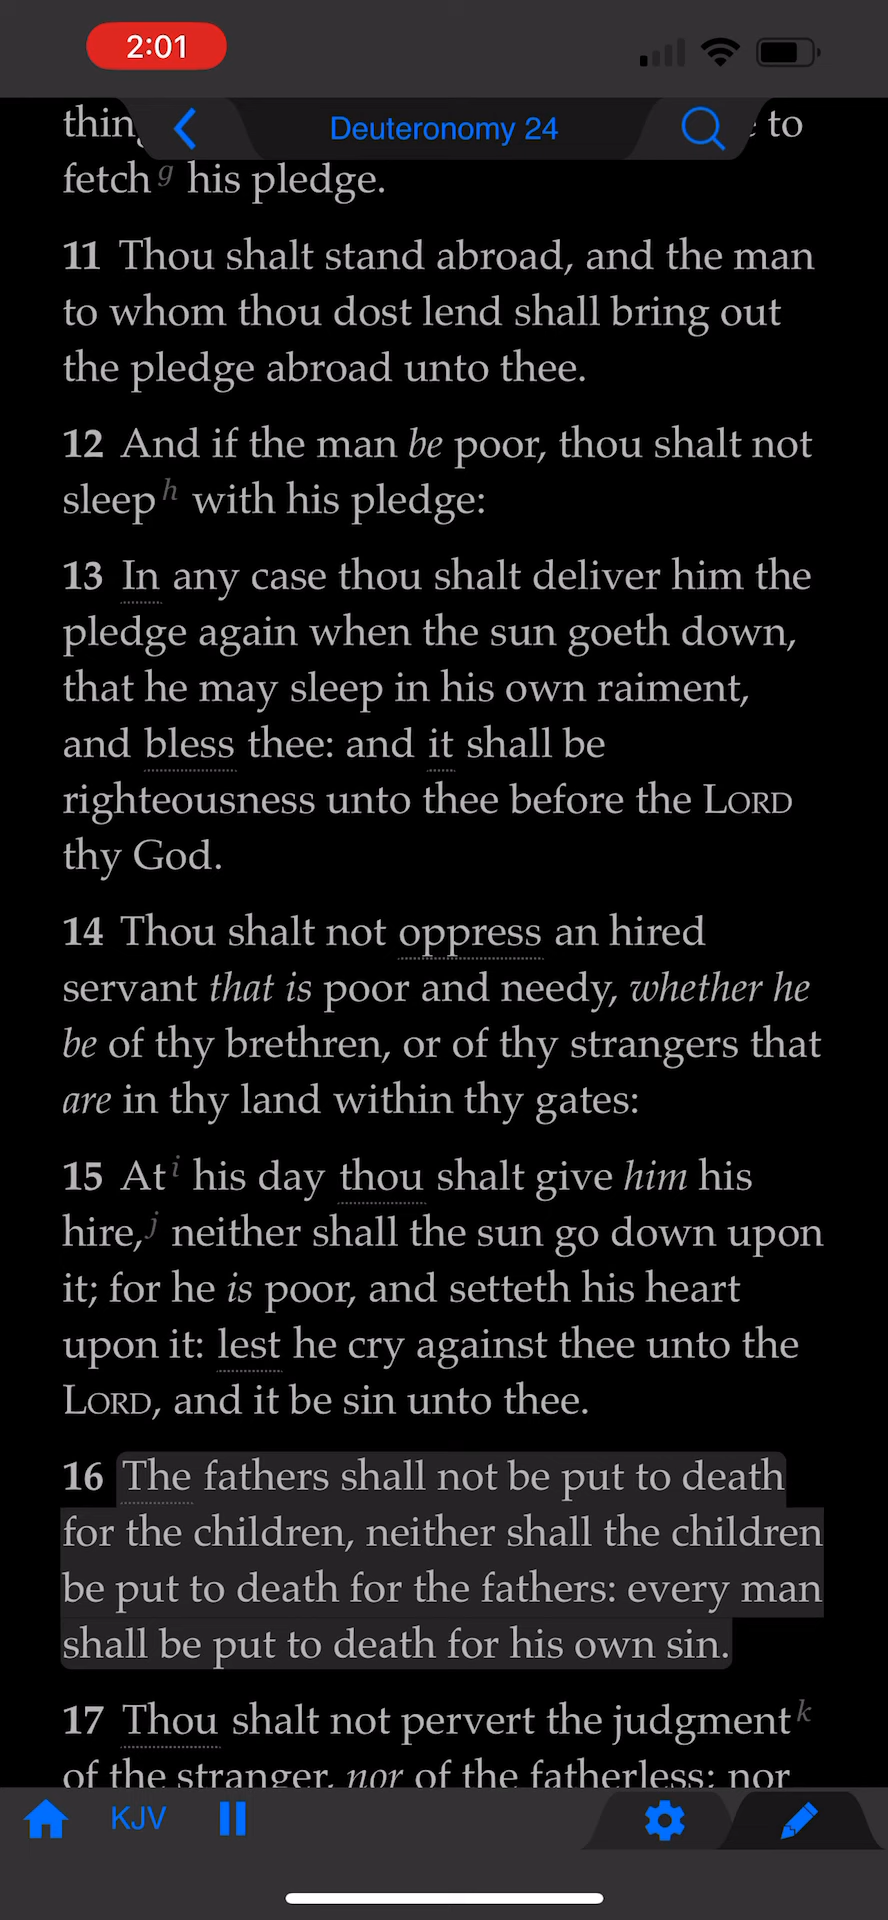 2:01
Deuteronomy 24
thing to
fetch g his pledge.
11 Thou shalt stand abroad, and the man
to whom thou dost lend shall bring out
the pledge abroad unto thee.
12 And if the man be poor, thou shalt not
sleep h with his pledge:
13 In any case thou shalt deliver him the
pledge again when the sun goeth down,
that he may sleep in his own raiment,
and bless thee: and it shall be
righteousness unto thee before the LORD
thy God.
14 Thou shalt not oppress an hired
servant that is poor and needy, whether he
be of thy brethren, or of thy strangers that
are in thy land within thy gates:
15 At i his day thou shalt give him his
hire, j neither shall the sun go down upon
it; for he is poor, and setteth his heart
upon it: lest he cry against thee unto the
LORD, and it be sin unto thee.
16 The fathers shall not be put to death
for the children, neither shall the children
be put to death for the fathers: every man
shall be put to death for his own sin.
17 Thou shalt not pervert the judgment k
of the stranger, nor of the fatherless; nor
KJV